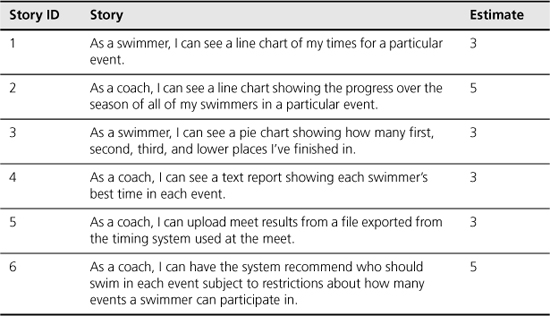 Story ID Story Estimate
1 As a swimmer, I can see a line chart of my times for a particular 3
event.
2 As a coach, I can see a line chart showing the progress over the 5
season of all of my swimmers in a particular event.
3 As a swimmer, I can see a pie chart showing how many first, 3
second, third, and lower places I've finished in.
4 As a coach, I can see a text report showing each swimmer's 3
best time in each event.
5 As a coach, I can upload meet results from a file exported from 3
the timing system used at the meet.
6 As a coach, I can have the system recommend who should 5
swim in each event subject to restrictions about how many
events a swimmer can participate in.